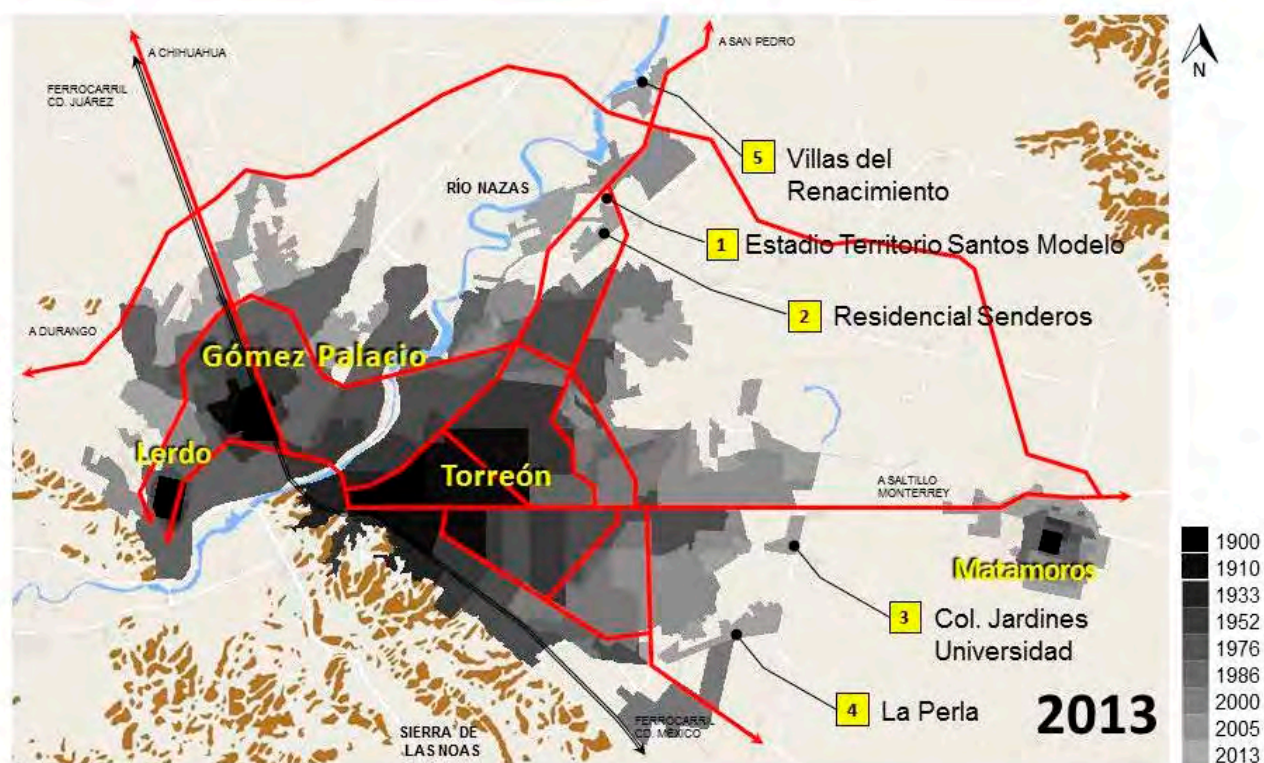 A CHIHUAHUA
FERROCARRIL
CD. JUÁREZ
A SAN PEDRO
N
5 Villas del
Renacimiento
RÍO NAZAS
1 Estadio Territorio Santos Modelo
2 Residencial Senderos
A DURANGO
Gómez Palacio
Lerdo
Torreón
A SALTILLO
MONTERREY
Matamoros
3 Col. Jardines
Universidad
4 La Perla
2013
SIERRA DE
LAS NOAS
FERROCARRIL
CD. MÉXICO
1900
1910
1933
1952
1976
1986
2000
2005
2013